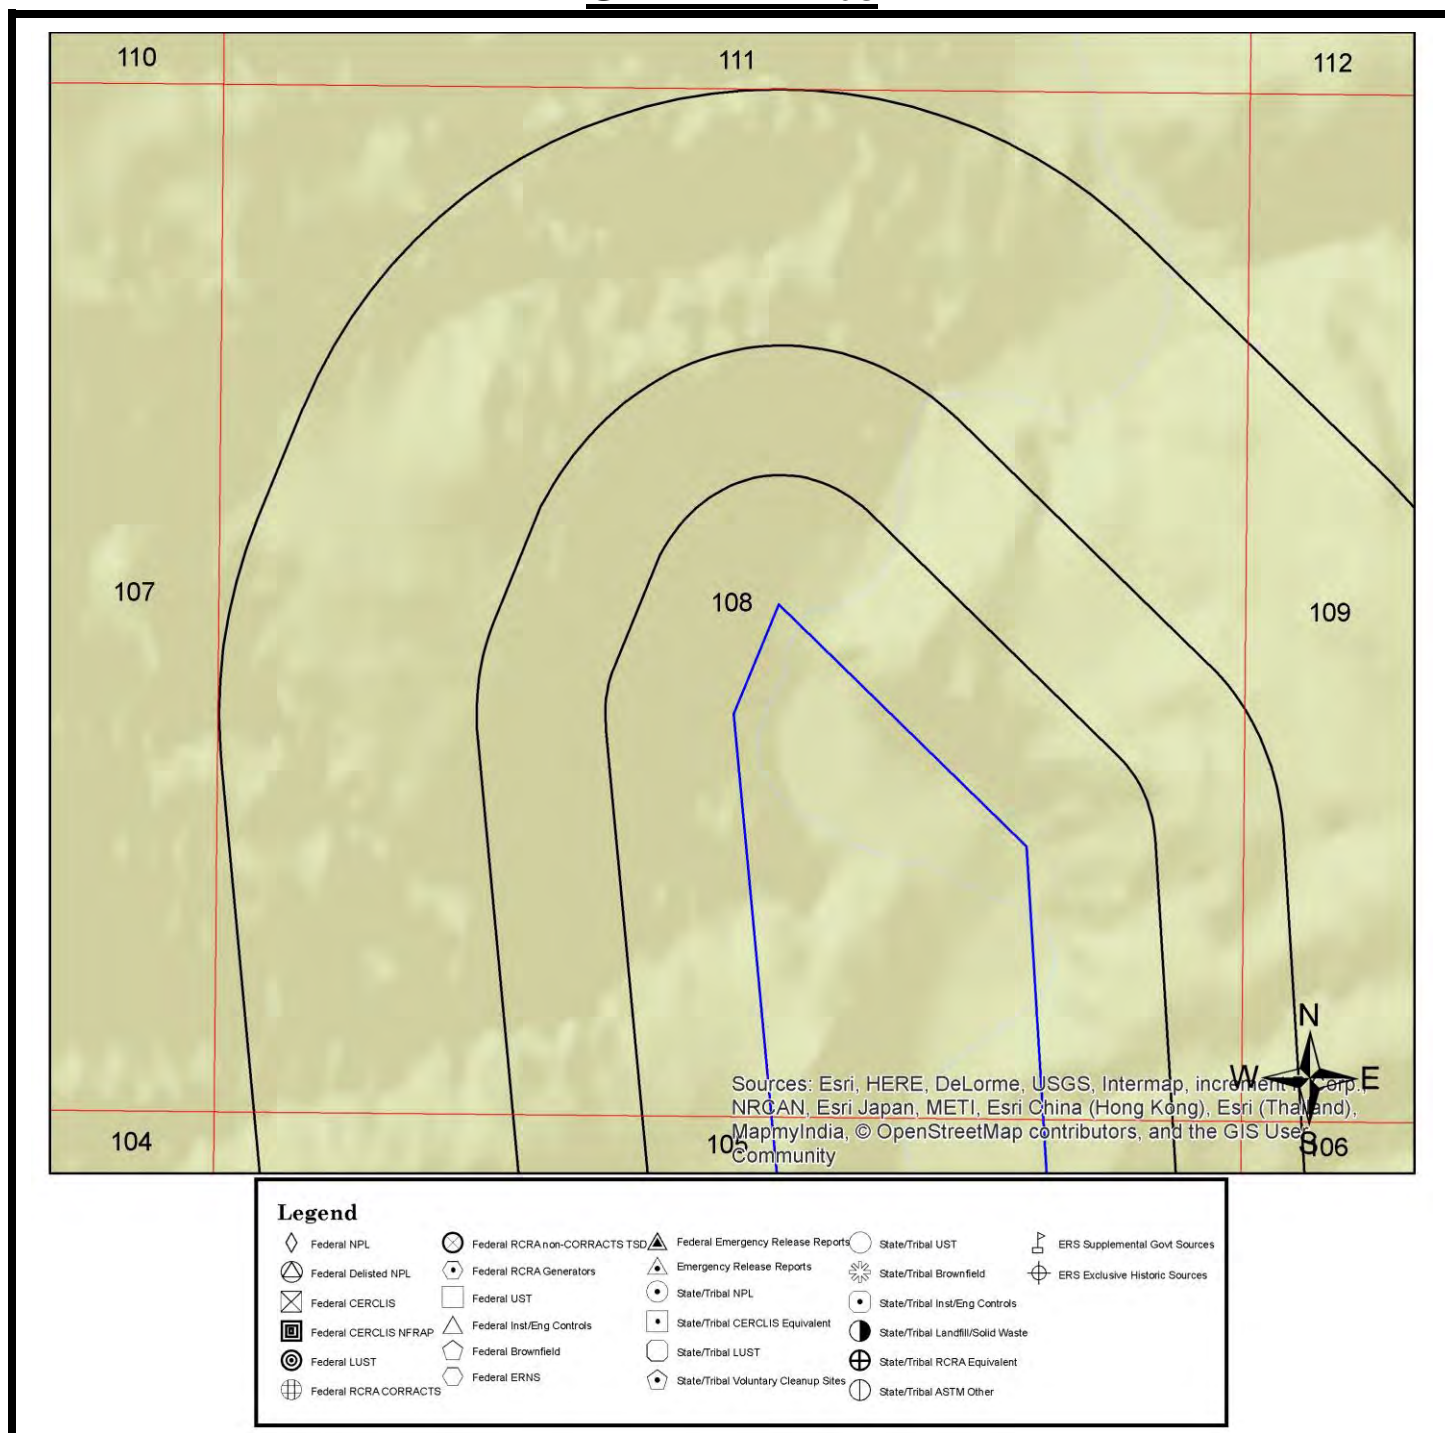 110
111
112
107
108
109
N
W
E
S
Sources: Esri, HERE, DeLorme, USGS, Intermap, increment Corp.,
NRCAN, Esri Japan, METI, Esri China (Hong Kong), Esri (Thailand),
MapmyIndia, © OpenStreetMap contributors, and the GIS User
Community
104
105
106
Legend
Federal NPL
Federal Delisted NPL
Federal CERCLIS
Federal CERCLIS NFRAP
Federal LUST
Federal RCRA CORRACTS
Federal RCRA non-CORRACTS TSD
Federal RCRA Generators
Federal UST
Federal Inst/Eng Controls
Federal Brownfield
Federal ERNS
Federal Emergency Release Reports
Emergency Release Reports
State/Tribal NPL
State/Tribal CERCLIS Equivalent
State/Tribal LUST
State/Tribal Voluntary Cleanup Sites
State/Tribal UST
State/Tribal Brownfield
State/Tribal Inst/Eng Controls
State/Tribal Landfill/Solid Waste
State/Tribal RCRA Equivalent
State/Tribal ASTM Other
ERS Supplemental Govt Sources
ERS Exclusive Historic Sources